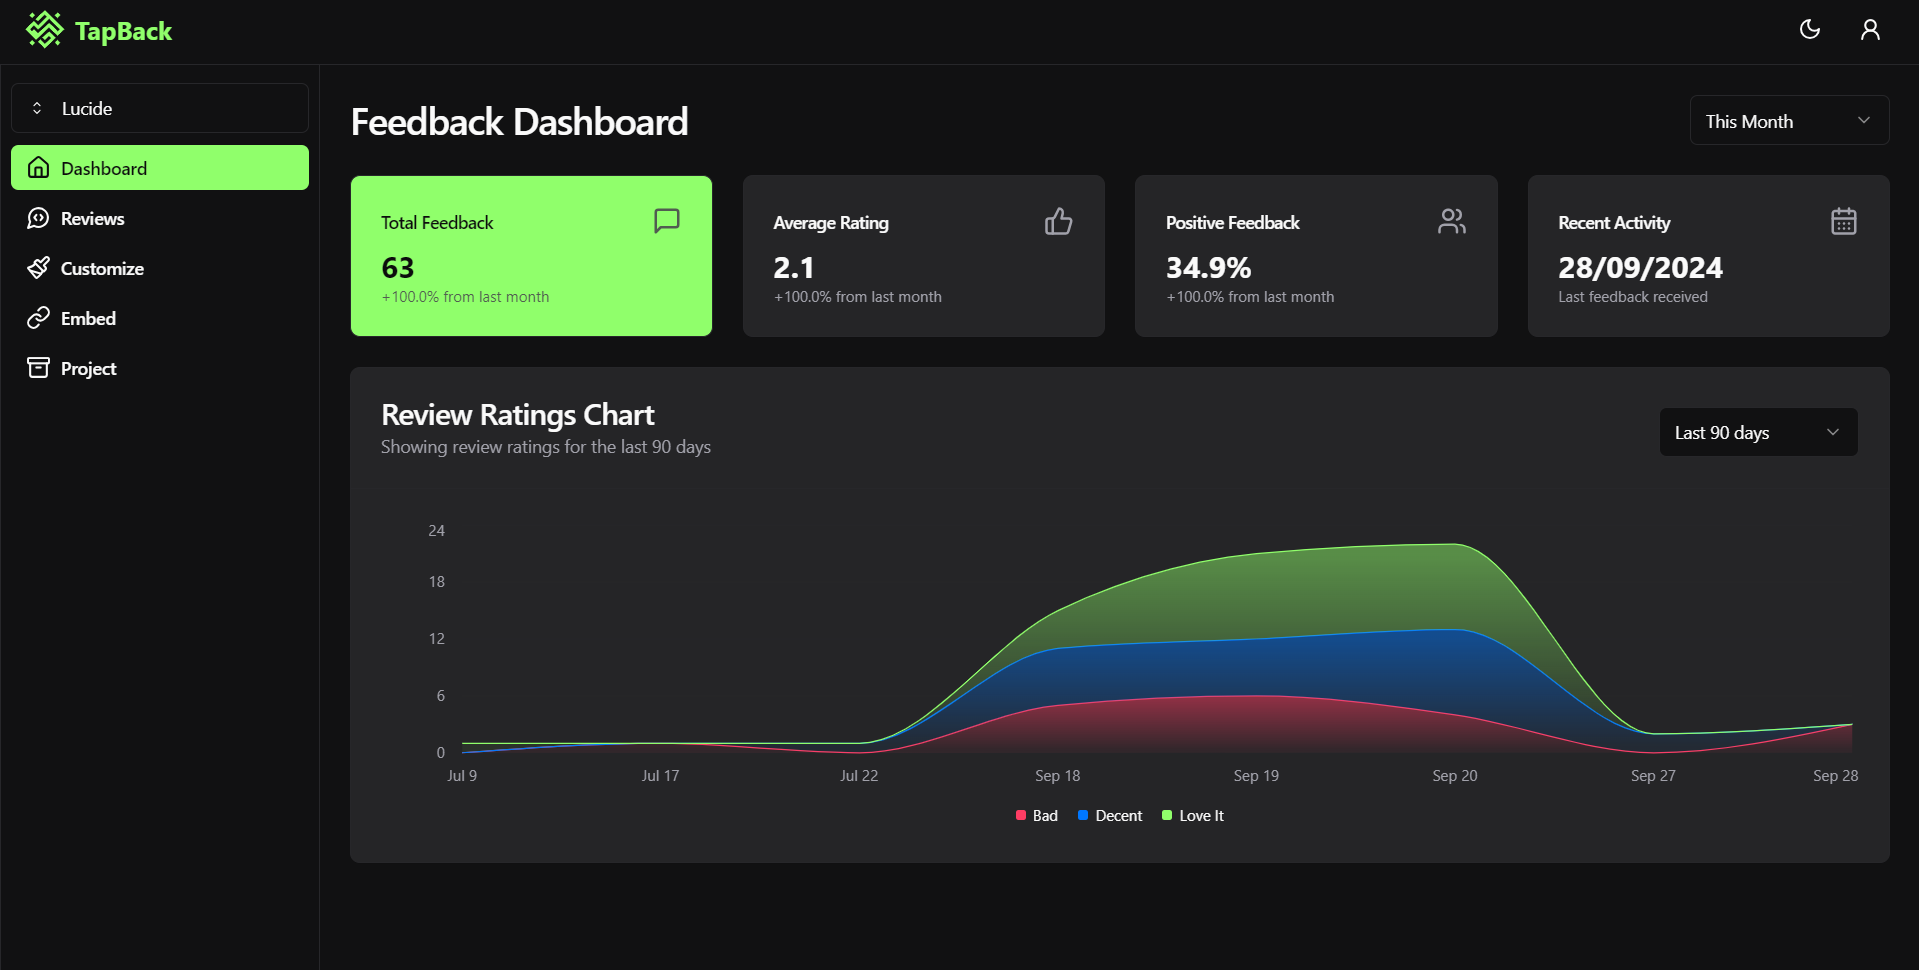 TapBack
Lucide
Dashboard
Reviews
Customize
Embed
Project
Feedback Dashboard
This Month
Total Feedback
63
+100.0% from last month
Average Rating
2.1
+100.0% from last month
Positive Feedback
34.9%
+100.0% from last month
Recent Activity
28/09/2024
Last feedback received
Review Ratings Chart
Showing review ratings for the last 90 days
Last 90 days
24
18
12
6
0
Jul 9 Jul 17 Jul 22 Sep 18 Sep 19 Sep 20 Sep 27 Sep 28
Bad Decent Love It